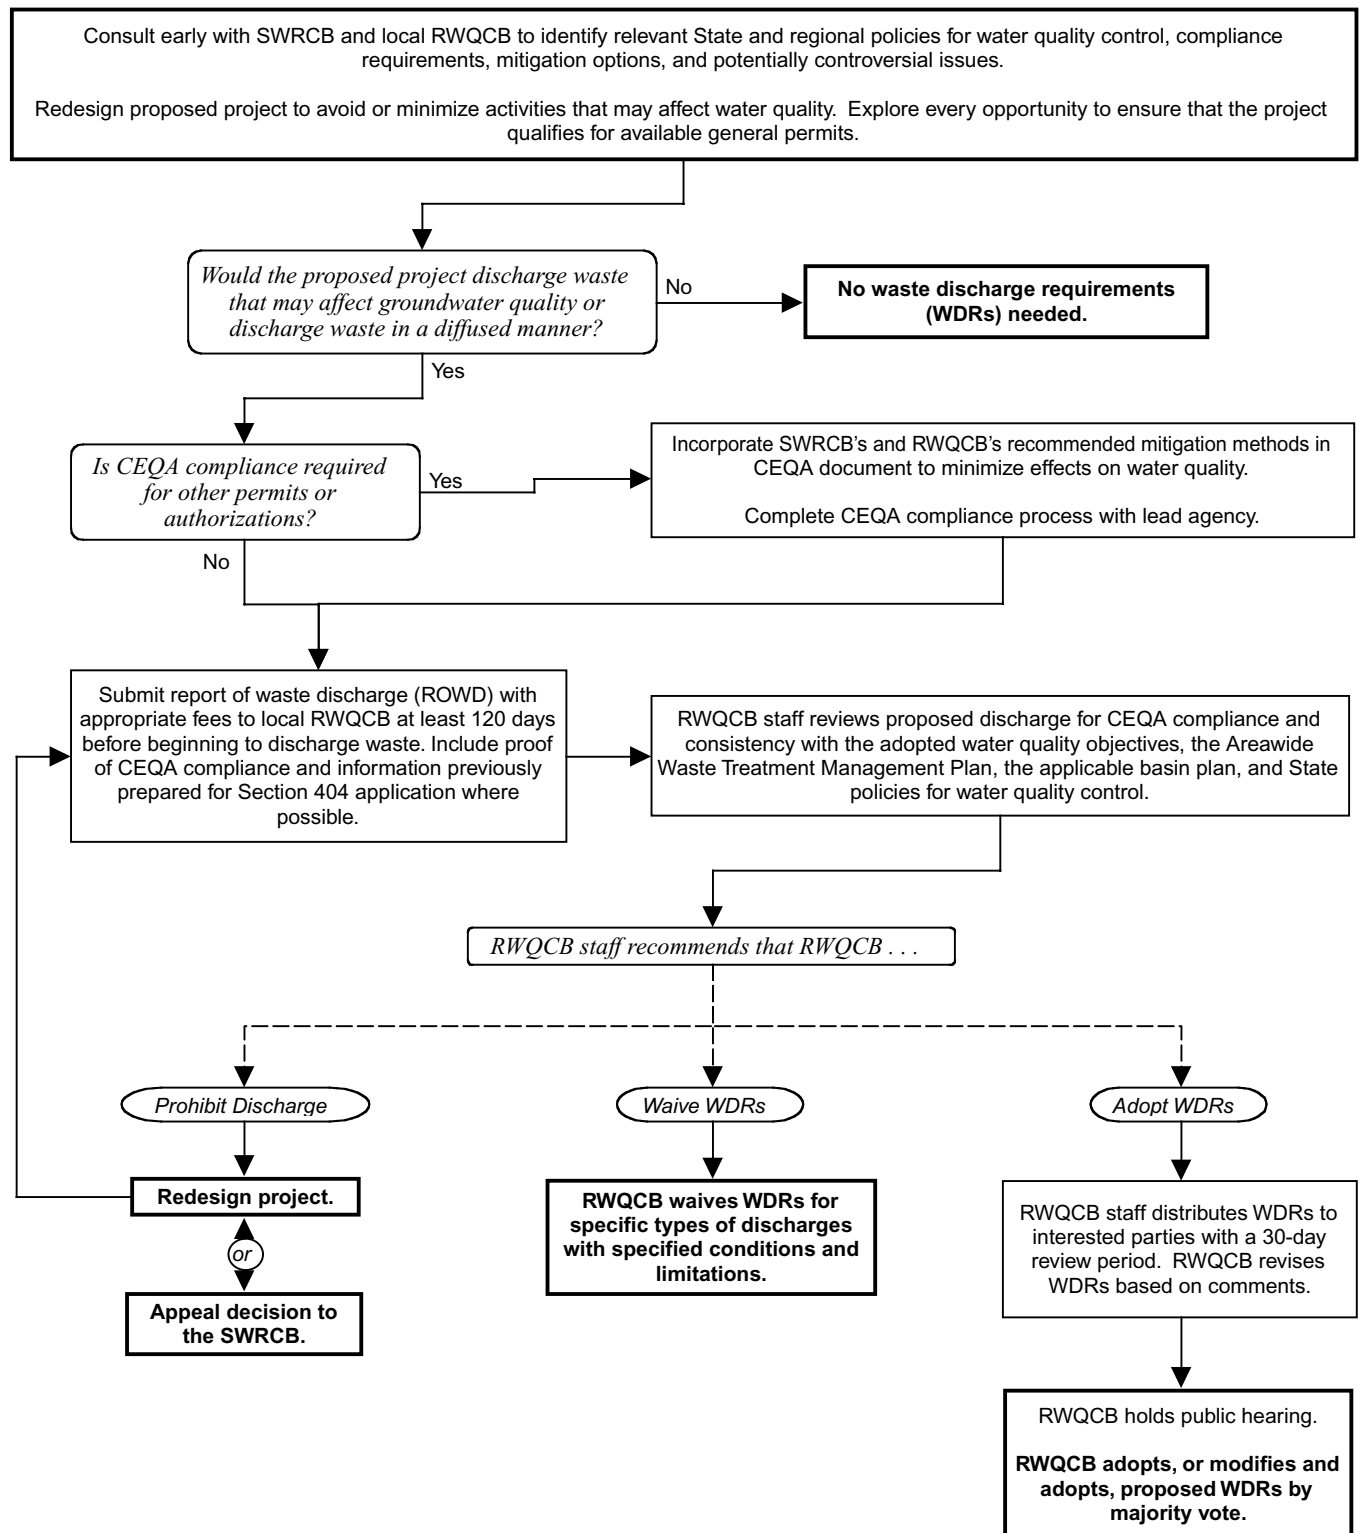 Consult early with SWRCB and local RWQCB to identify relevant State and regional policies for water quality control, compliance
requirements, mitigation options, and potentially controversial issues.
Redesign proposed project to avoid or minimize activities that may affect water quality.  Explore every opportunity to ensure that the project
qualifies for available general permits.
Would the proposed project discharge waste
that may affect groundwater quality or
discharge waste in a diffused manner?
No
No waste discharge requirements
(WDRs) needed.
Yes
Is CEQA compliance required
for other permits or
authorizations?
Yes
Incorporate SWRCB's and RWQCB's recommended mitigation methods in
CEQA document to minimize effects on water quality.
Complete CEQA compliance process with lead agency.
No
Submit report of waste discharge (ROWD) with
appropriate fees to local RWQCB at least 120 days
before beginning to discharge waste. Include proof
of CEQA compliance and information previously
prepared for Section 404 application where
possible.
RWQCB staff reviews proposed discharge for CEQA compliance and
consistency with the adopted water quality objectives, the Areawide
Waste Treatment Management Plan, the applicable basin plan, and State
policies for water quality control.
RWQCB staff recommends that RWQCB . . .
Prohibit Discharge
Waive WDRs
Adopt WDRs
Redesign project.
or
Appeal decision to
the SWRCB.
RWQCB waives WDRs for
specific types of discharges
with specified conditions and
limitations.
RWQCB staff distributes WDRs to
interested parties with a 30-day
review period.  RWQCB revises
WDRs based on comments.
RWQCB holds public hearing.
RWQCB adopts, or modifies and
adopts, proposed WDRs by
majority vote.